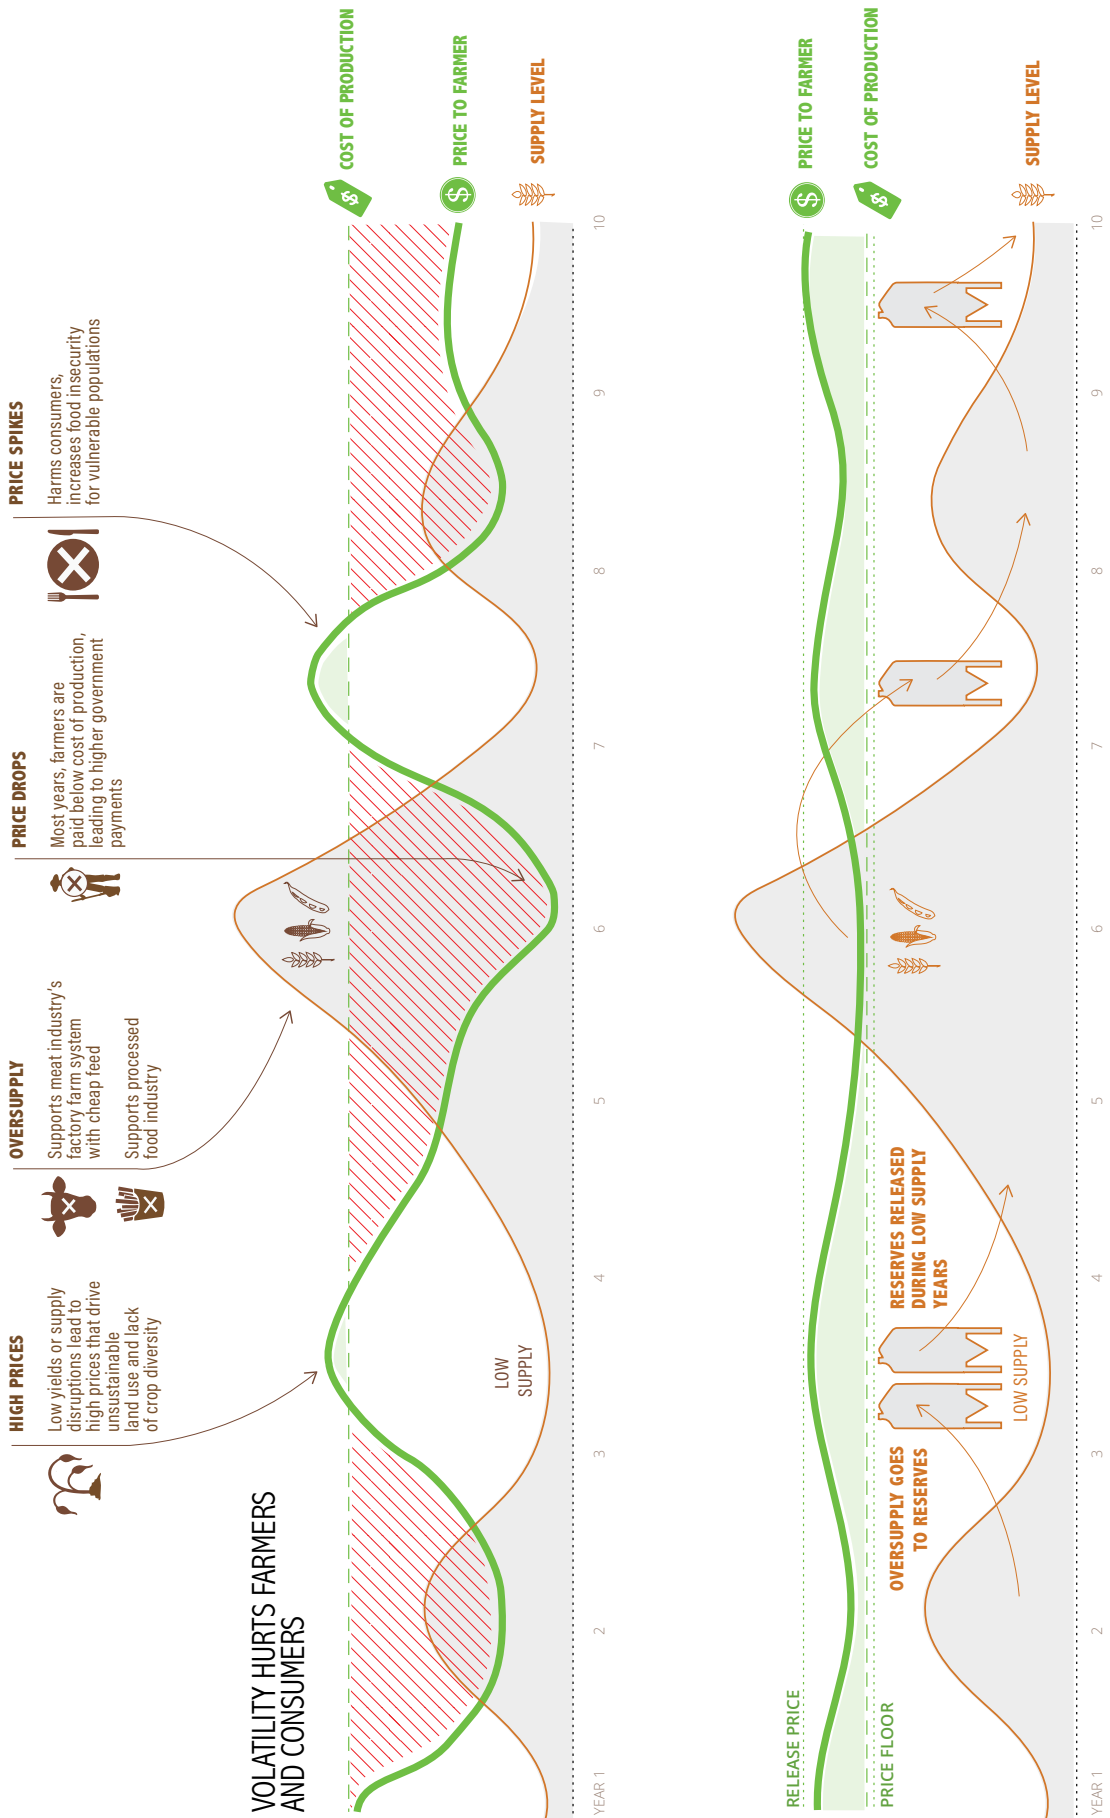 HIGH PRICES
Low yields or supply
disruptions lead to
high prices that drive
unsustainable
land use and lack
of crop diversity
OVERSUPPLY
Supports meat industry's
factory farm system
with cheap feed
Supports processed
food industry
PRICE DROPS
Most years, farmers are
paid below cost of production,
leading to higher government
payments
PRICE SPIKES
Harms consumers,
increases food insecurity
for vulnerable populations
VOLATILITY HURTS FARMERS
AND CONSUMERS
LOW
SUPPLY
$
COST OF PRODUCTION
$
PRICE TO FARMER
SUPPLY LEVEL
YEAR 1
2
3
4
5
6
7
8
9
10
RELEASE PRICE
PRICE FLOOR
OVERSUPPLY GOES
TO RESERVES
LOW SUPPLY
RESERVES RELEASED
DURING LOW SUPPLY
YEARS
$
PRICE TO FARMER
$
COST OF PRODUCTION
SUPPLY LEVEL
YEAR 1
2
3
4
5
6
7
8
9
10